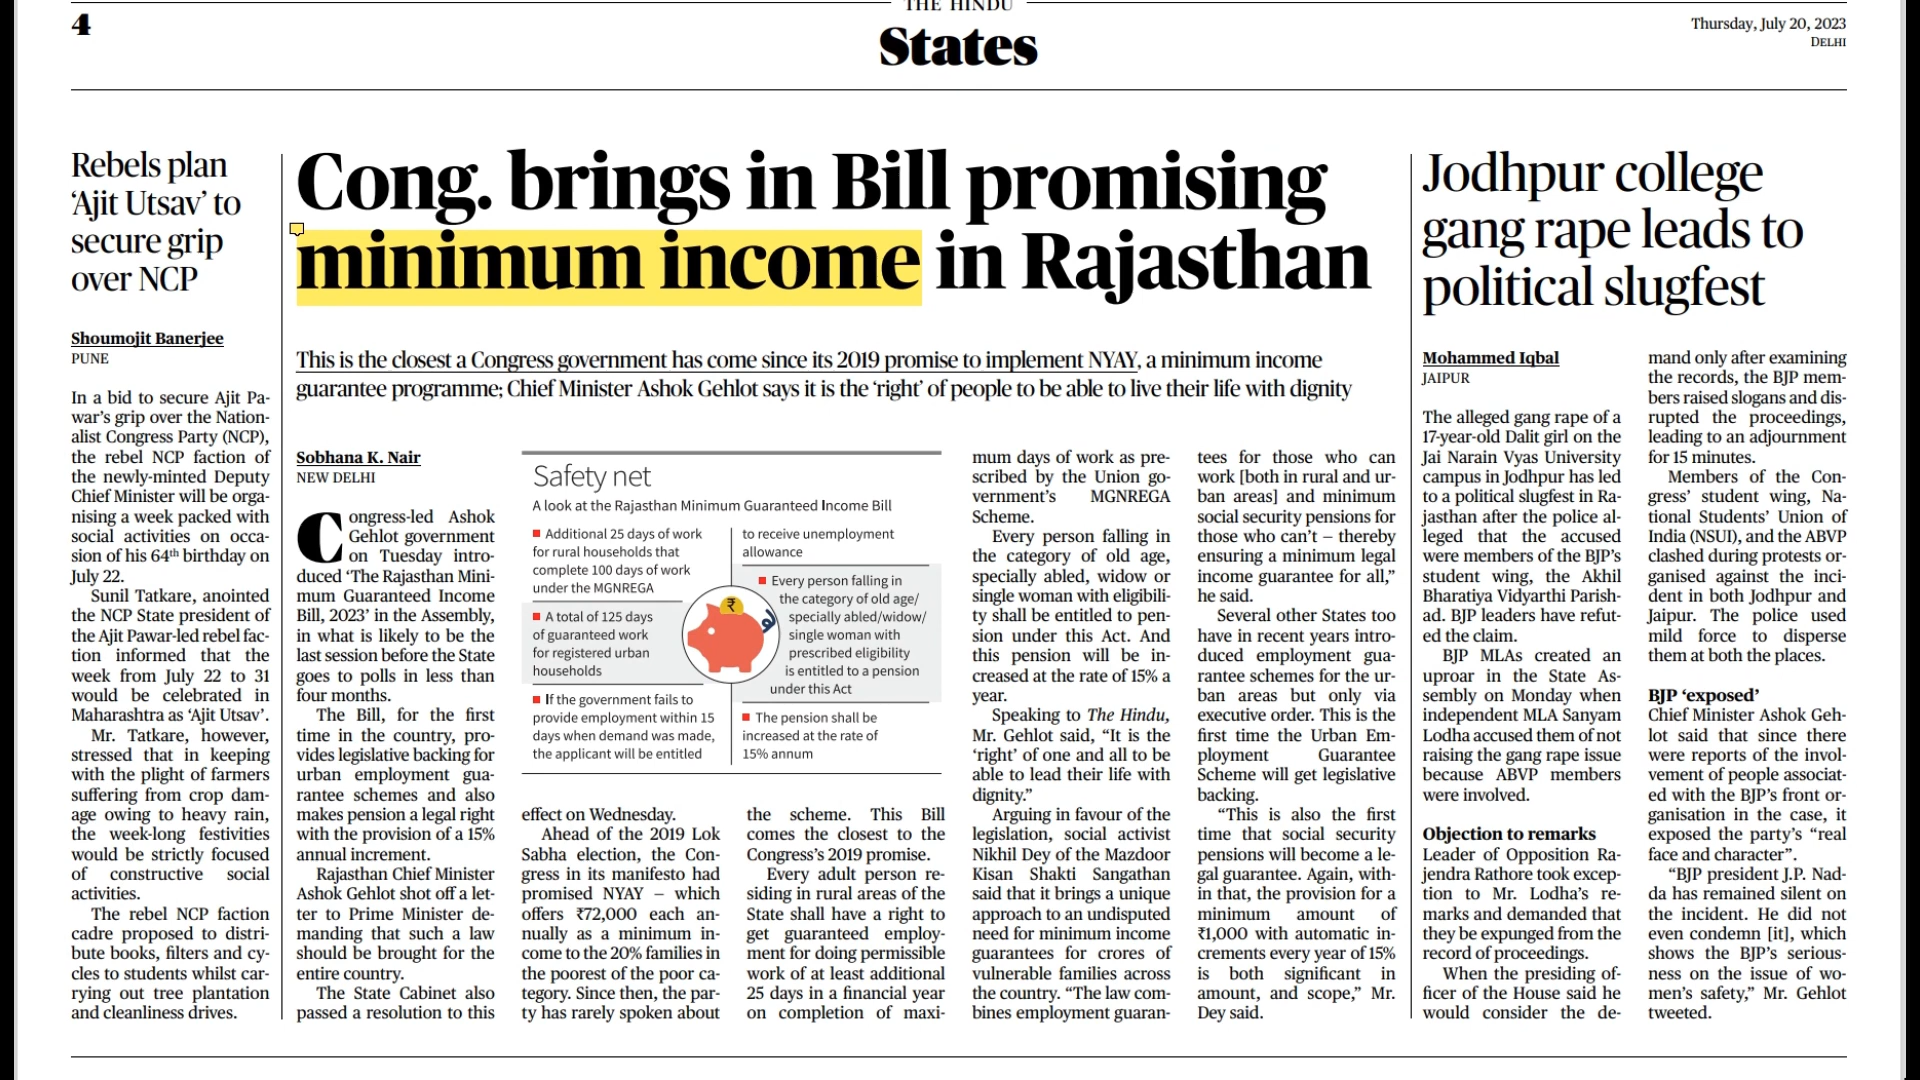 THE HINDU
4
States
Thursday, July 20, 2023
DELHI
Rebels plan
‘Ajit Utsav’ to
secure grip
over NCP
Shoumojit Banerjee
PUNE
In a bid to secure Ajit Pa-
war’s grip over the Nation-
alist Congress Party (NCP),
the rebel NCP faction of
the newly-minted Deputy
Chief Minister will be orga-
nising a week packed with
social activities on occa-
sion of his 64th birthday on
July 22.
Sunil Tatkare, anointed
the NCP State president of
the Ajit Pawar-led rebel fac-
tion informed that the
week from July 22 to 31
would be celebrated in
Maharashtra as ‘Ajit Utsav’.
Mr. Tatkare, however,
stressed that in keeping
with the plight of farmers
suffering from crop dam-
age owing to heavy rain,
the week-long festivities
would be strictly focused
of constructive social
activities.
The rebel NCP faction
cadre proposed to distri-
bute books, filters and cy-
cles to students whilst car-
rying out tree plantation
and cleanliness drives.
Cong. brings in Bill promising
minimum income in Rajasthan
This is the closest a Congress government has come since its 2019 promise to implement NYAY, a minimum income
guarantee programme; Chief Minister Ashok Gehlot says it is the ‘right’ of people to be able to live their life with dignity
Sobhana K. Nair
NEW DELHI
Congress-led Ashok
Gehlot government
on Tuesday intro-
duced ‘The Rajasthan Mini-
mum Guaranteed Income
Bill, 2023’ in the Assembly,
in what is likely to be the
last session before the State
goes to polls in less than
four months.
The Bill, for the first
time in the country, pro-
vides legislative backing for
urban employment gua-
rantee schemes and also
makes pension a legal right
with the provision of a 15%
annual increment.
Rajasthan Chief Minister
Ashok Gehlot shot off a let-
ter to Prime Minister de-
manding that such a law
should be brought for the
entire country.
The State Cabinet also
passed a resolution to this
Safety net
A look at the Rajasthan Minimum Guaranteed Income Bill
Additional 25 days of work
for rural households that
complete 100 days of work
under the MGNREGA
A total of 125 days
of guaranteed work
for registered urban
households
If the government fails to
provide employment within 15
days when demand was made,
the applicant will be entitled
to receive unemployment
allowance
Every person falling in
the category of old age/
specially abled/widow/
single woman with
prescribed eligibility
is entitled to a pension
under this Act
The pension shall be
increased at the rate of
15% annum
₹
effect on Wednesday.
Ahead of the 2019 Lok
Sabha election, the Con-
gress in its manifesto had
promised NYAY – which
offers ₹72,000 each an-
nually as a minimum in-
come to the 20% families in
the poorest of the poor ca-
tegory. Since then, the par-
ty has rarely spoken about
the scheme. This Bill
comes the closest to the
Congress’s 2019 promise.
Every adult person re-
siding in rural areas of the
State shall have a right to
get guaranteed employ-
ment for doing permissible
work of at least additional
25 days in a financial year
on completion of maxi-
mum days of work as pre-
scribed by the Union go-
vernment’s MGNREGA
Scheme.
Every person falling in
the category of old age,
specially abled, widow or
single woman with eligibili-
ty shall be entitled to pen-
sion under this Act. And
this pension will be in-
creased at the rate of 15% a
year.
Speaking to The Hindu,
Mr. Gehlot said, “It is the
‘right’ of one and all to be
able to lead their life with
dignity.”
Arguing in favour of the
legislation, social activist
Nikhil Dey of the Mazdoor
Kisan Shakti Sangathan
said that it brings a unique
approach to an undisputed
need for minimum income
guarantees for crores of
vulnerable families across
the country. “The law com-
bines employment guaran-
tees for those who can
work [both in rural and ur-
ban areas] and minimum
social security pensions for
those who can’t – thereby
ensuring a minimum legal
income guarantee for all,”
he said.
Several other States too
have in recent years intro-
duced employment gua-
rantee schemes for the ur-
ban areas but only via
executive order. This is the
first time the Urban Em-
ployment Guarantee
Scheme will get legislative
backing.
“This is also the first
time that social security
pensions will become a le-
gal guarantee. Again, with-
in that, the provision for a
minimum amount of
₹1,000 with automatic in-
crements every year of 15%
is both significant in
amount, and scope,” Mr.
Dey said.
Jodhpur college
gang rape leads to
political slugfest
Mohammed Iqbal
JAIPUR
The alleged gang rape of a
17-year-old Dalit girl on the
Jai Narain Vyas University
campus in Jodhpur has led
to a political slugfest in Ra-
jasthan after the police al-
leged that the accused
were members of the BJP’s
student wing, the Akhil
Bharatiya Vidyarthi Parish-
ad. BJP leaders have refut-
ed the claim.
BJP MLAs created an
uproar in the State As-
sembly on Monday when
independent MLA Sanyam
Lodha accused them of not
raising the gang rape issue
because ABVP members
were involved.
Objection to remarks
Leader of Opposition Ra-
jendra Rathore took excep-
tion to Mr. Lodha’s re-
marks and demanded that
they be expunged from the
record of proceedings.
When the presiding of-
ficer of the House said he
would consider the de-
mand only after examining
the records, the BJP mem-
bers raised slogans and dis-
rupted the proceedings,
leading to an adjournment
for 15 minutes.
Members of the Con-
gress’ student wing, Na-
tional Students’ Union of
India (NSUI), and the ABVP
clashed during protests or-
ganised against the inci-
dent in both Jodhpur and
Jaipur. The police used
mild force to disperse
them at both the places.
BJP ‘exposed’
Chief Minister Ashok Geh-
lot said that since there
were reports of the invol-
vement of people associat-
ed with the BJP’s front or-
ganisation in the case, it
exposed the party’s “real
face and character”.
“BJP president J.P. Nad-
da has remained silent on
the incident. He did not
even condemn [it], which
shows the BJP’s serious-
ness on the issue of wo-
men’s safety,” Mr. Gehlot
tweeted.